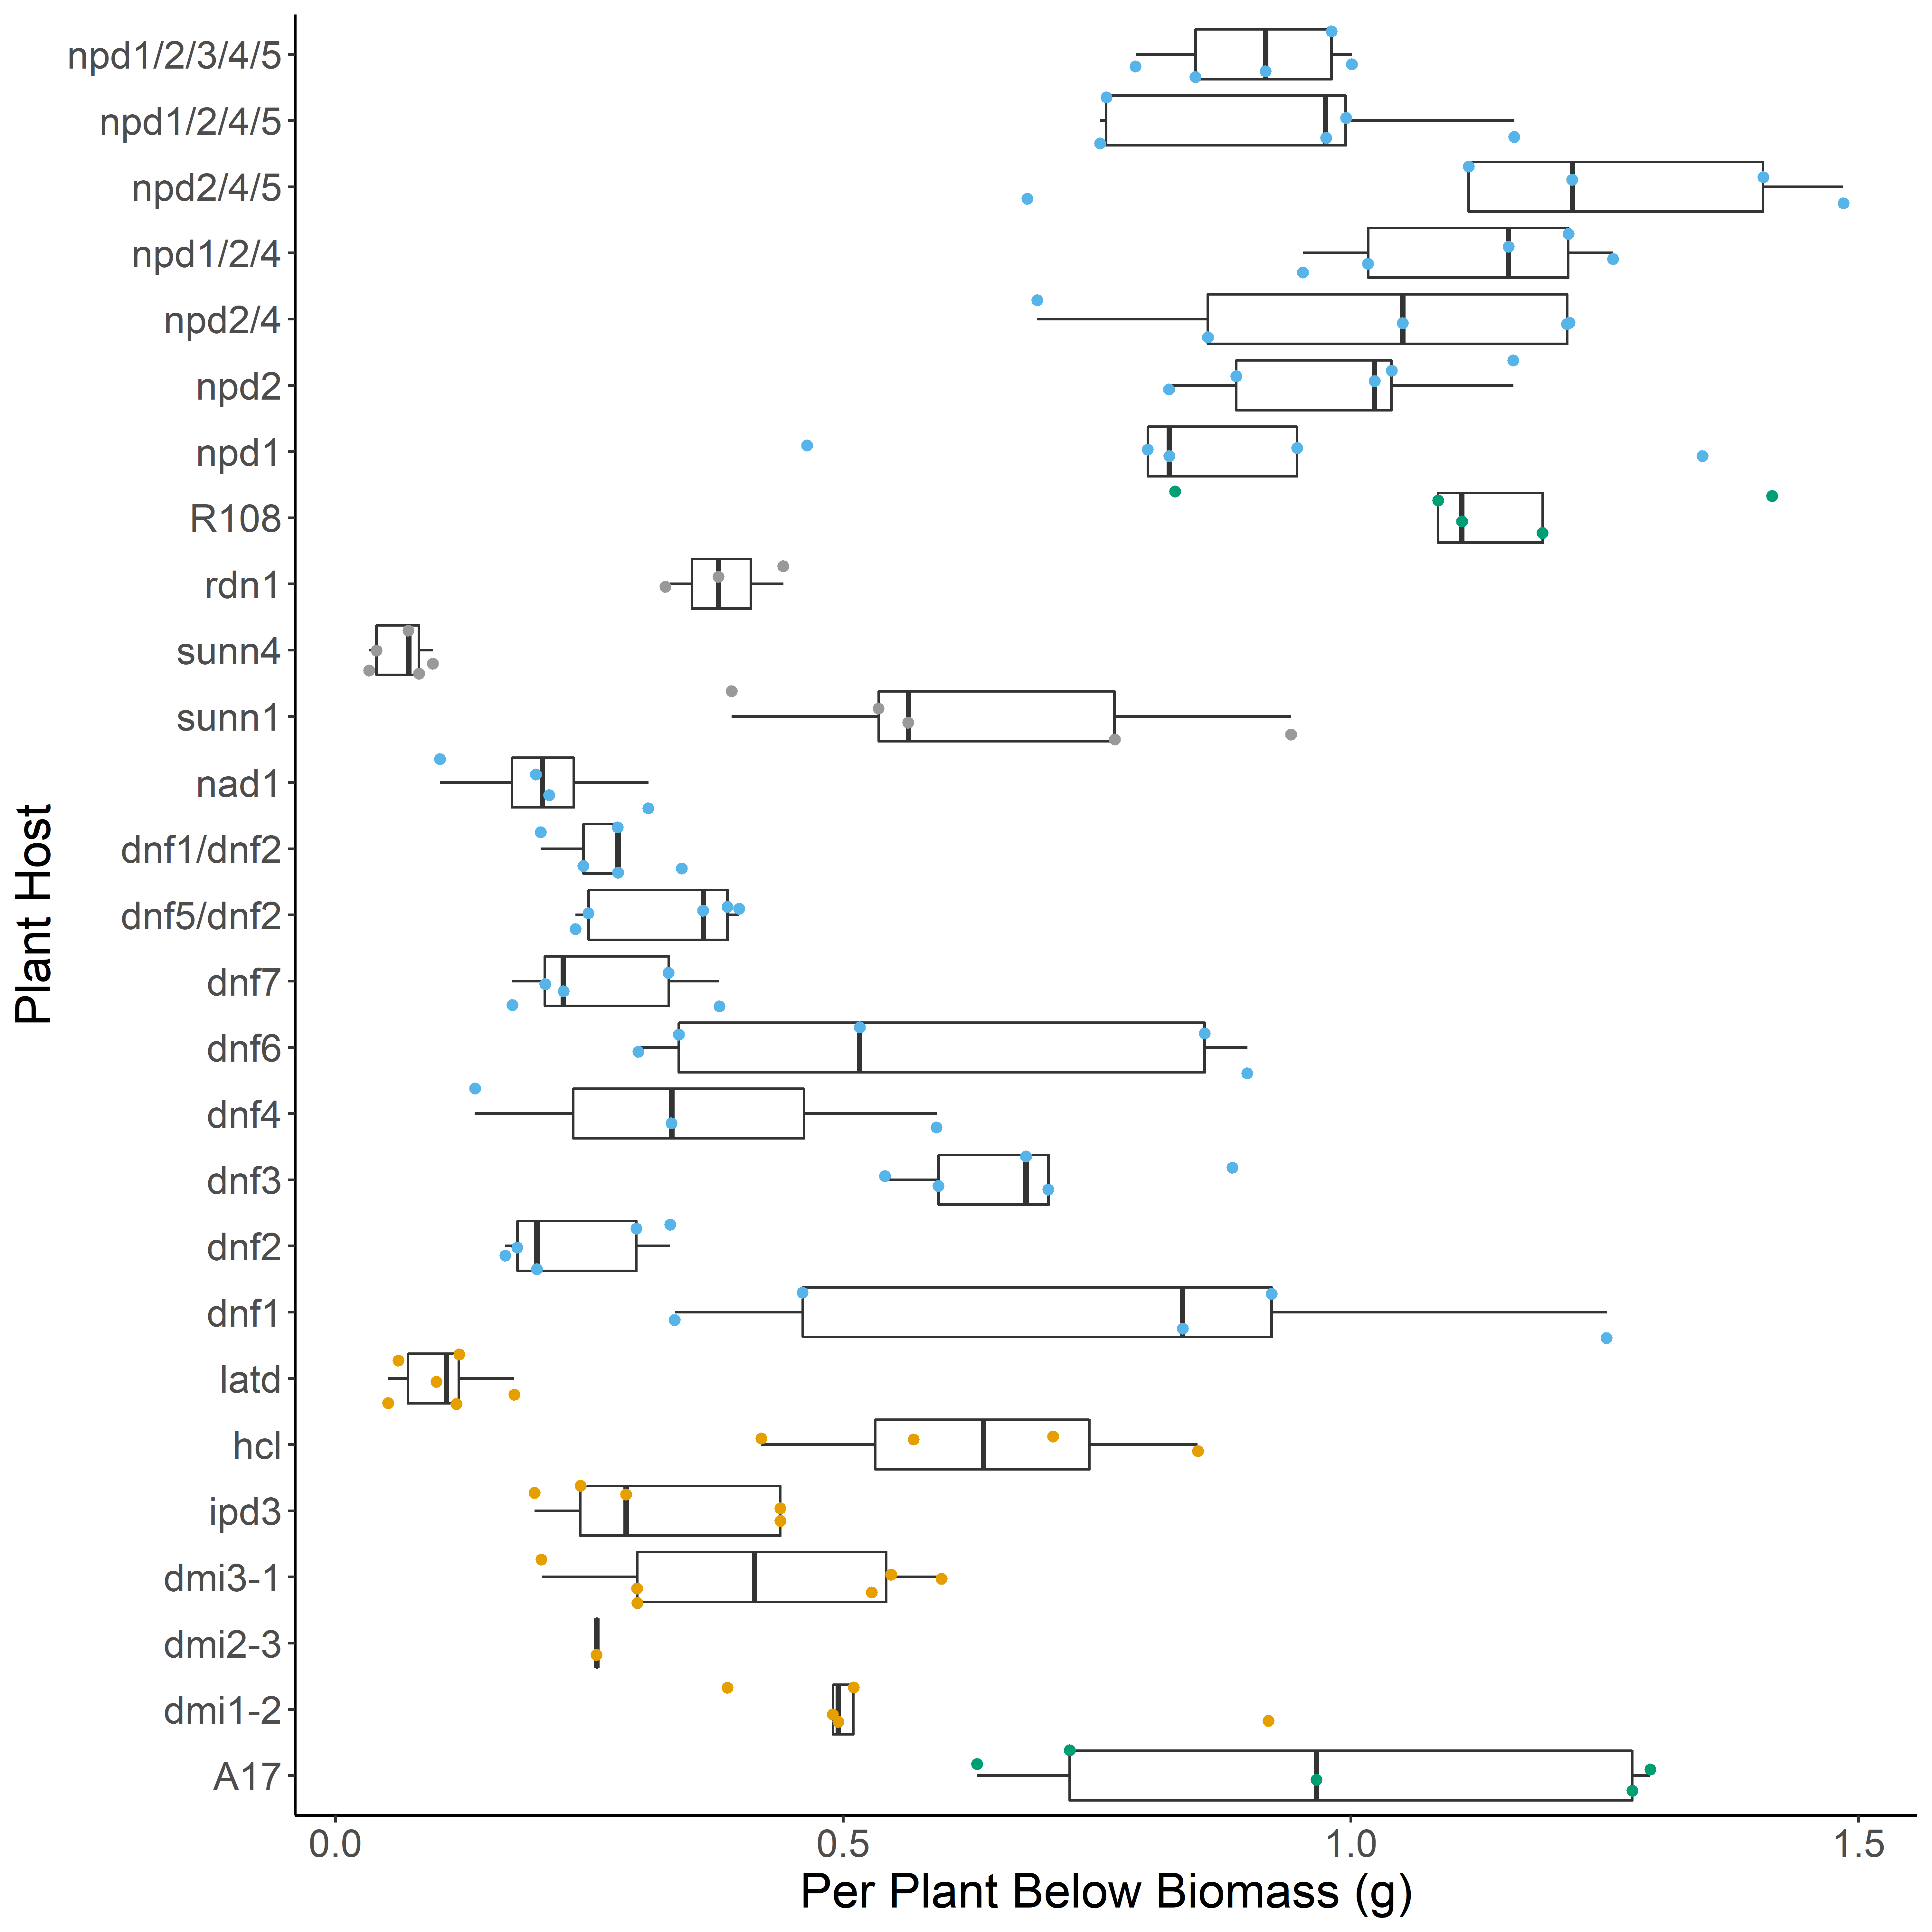 npd1/2/3/4/5
npd1/2/4/5
npd2/4/5
npd1/2/4
npd2/4
npd2
npd1
R108
rdn1
sunn4
sunn1
nad1
dnf1/dnf2
dnf5/dnf2
dnf7
dnf6
dnf4
dnf3
dnf2
dnf1
latd
hcl
ipd3
dmi3-1
dmi2-3
dmi1-2
A17
Plant Host
0.0 0.5 1.0 1.5
Per Plant Below Biomass (g)